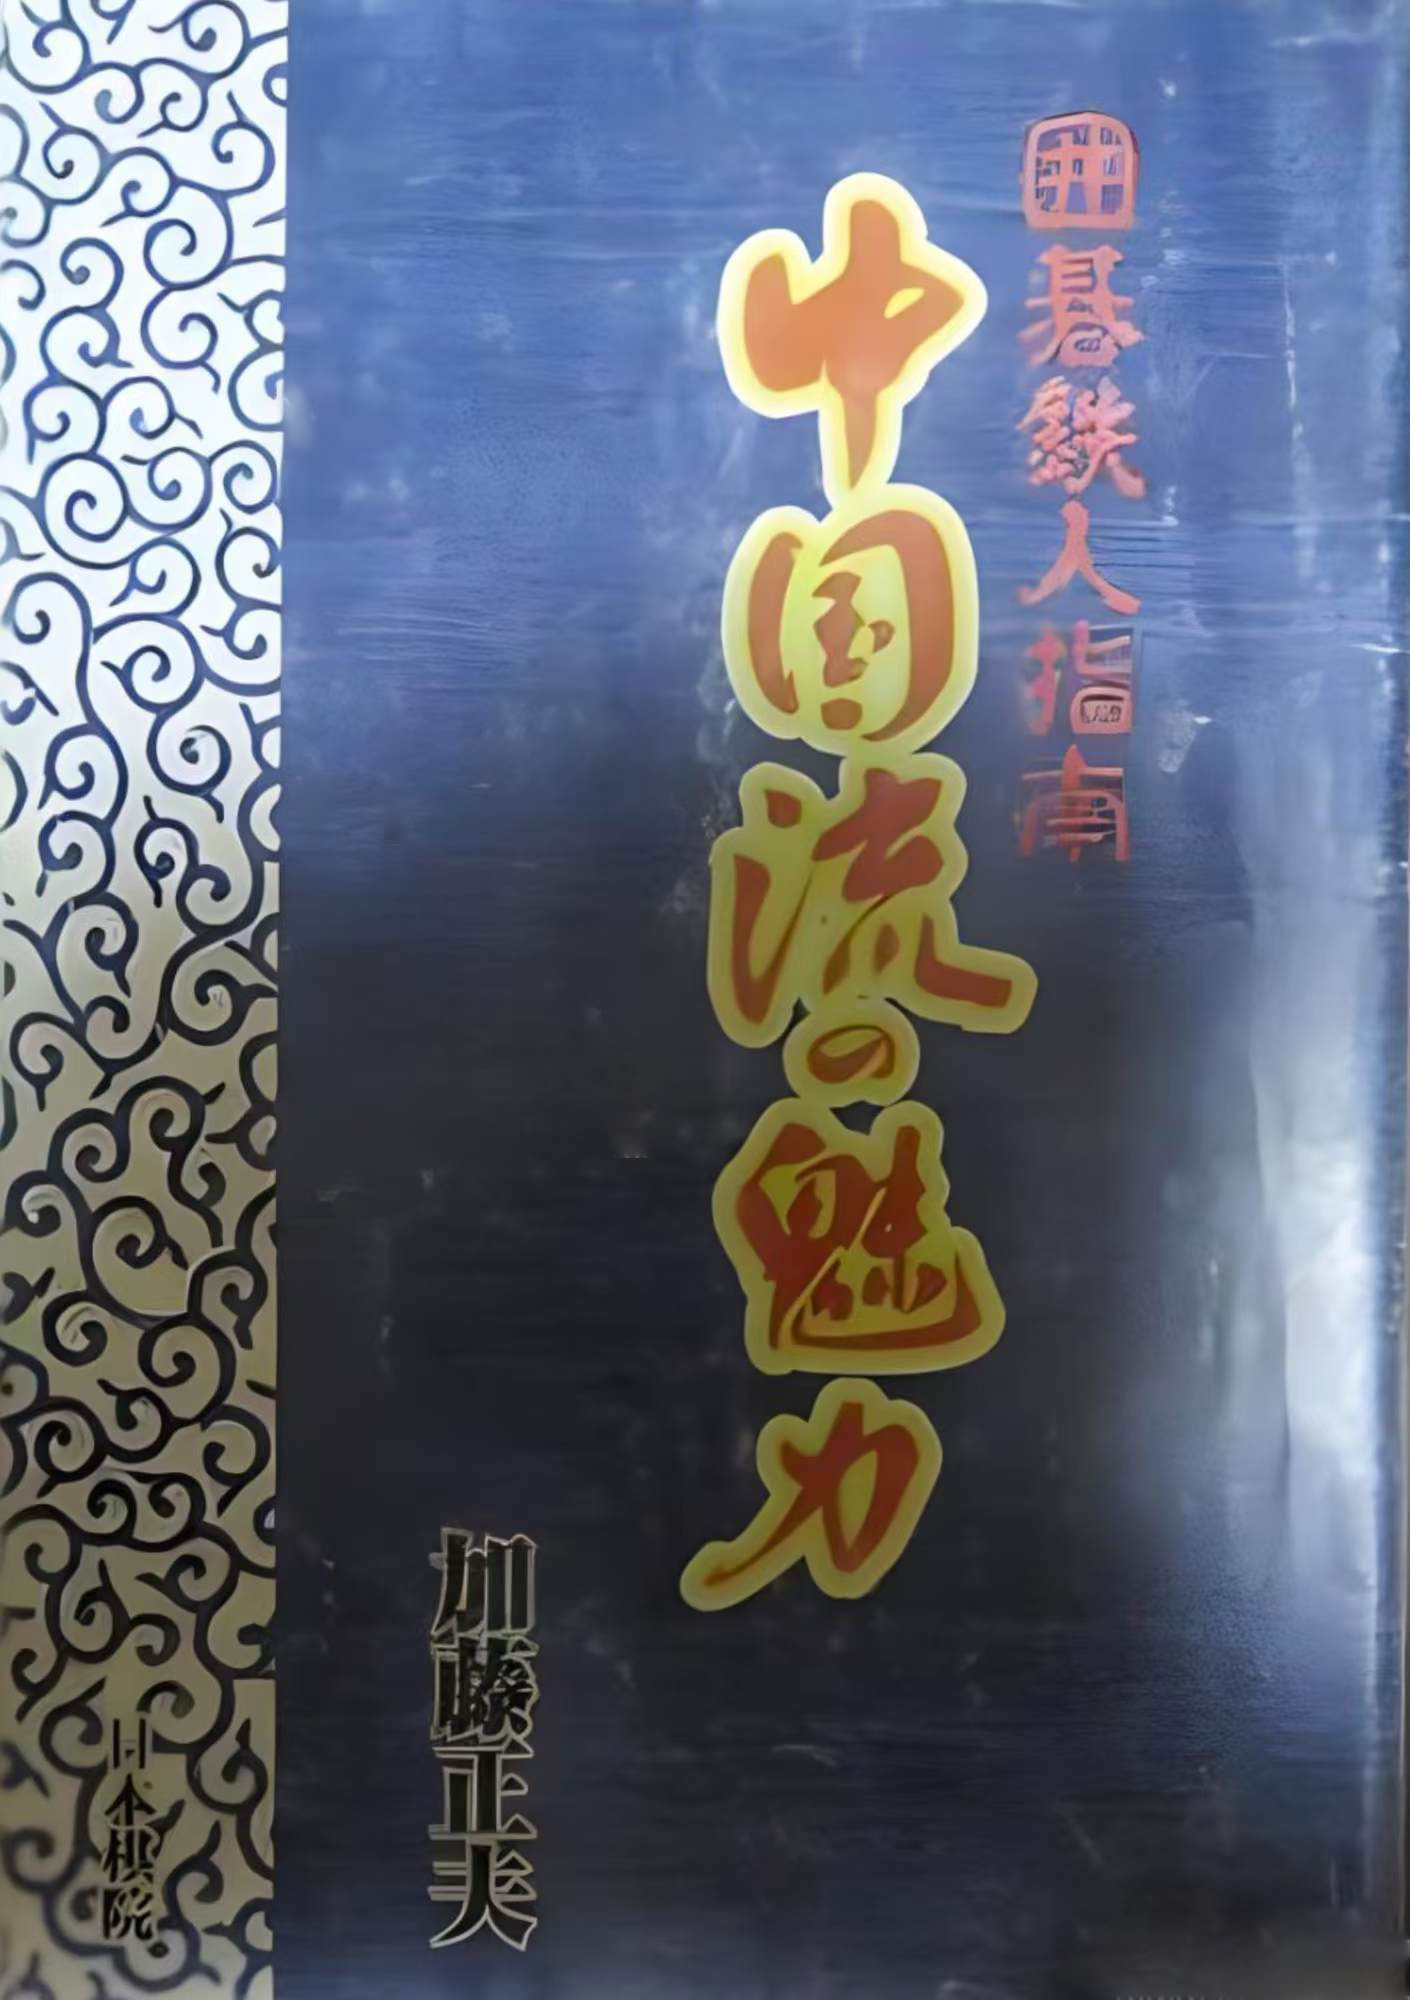 囲碁鉄人指南
中国流の魅力
加藤正夫
日本棋院